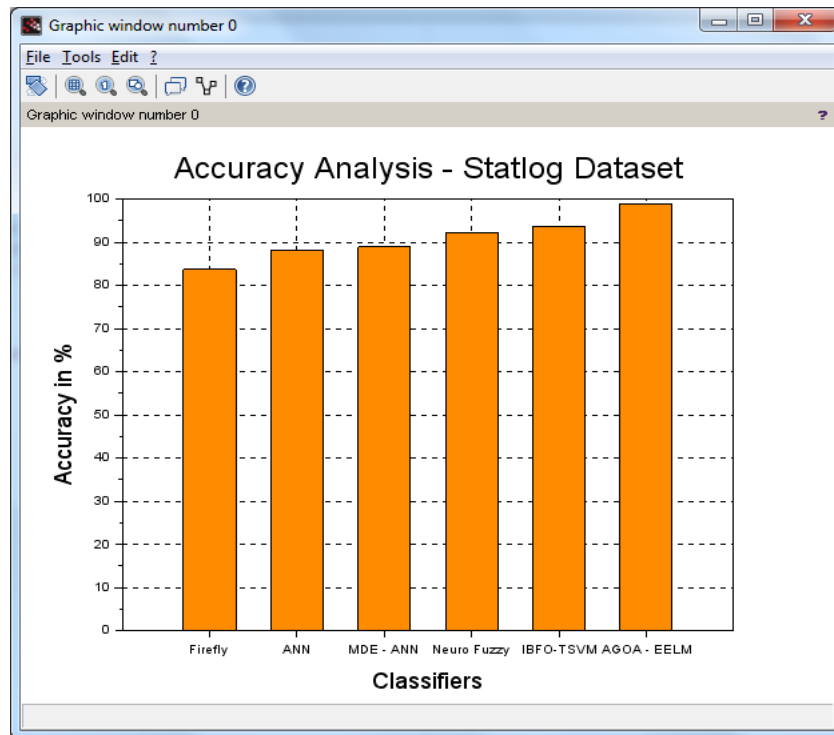 Graphic window number 0
File Tools Edit ?
Graphic window number 0 ?
Accuracy Analysis - Statlog Dataset
100
90
80
70
60
50
40
30
20
10
0
Accuracy in %
Firefly ANN MDE - ANN Neuro Fuzzy IBFO-TSVM AGOA - EELM
Classifiers